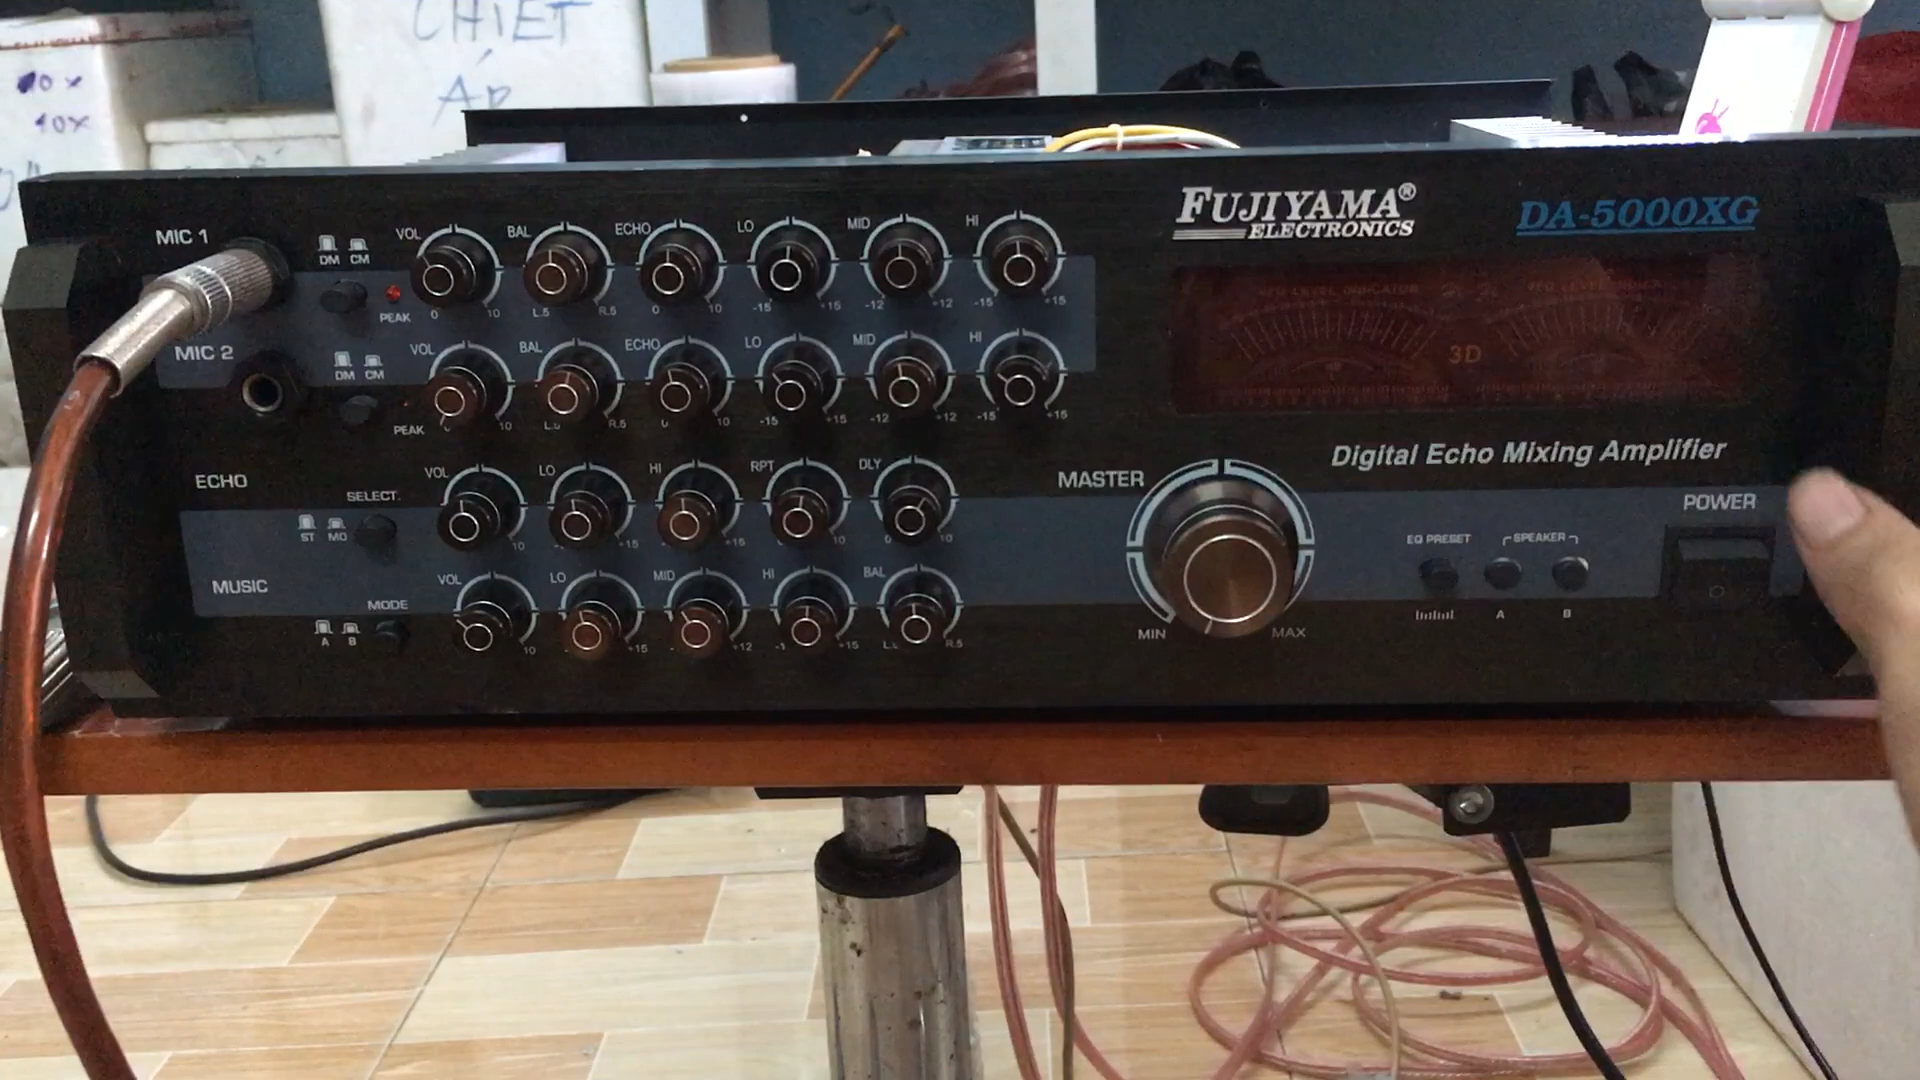 CHIẾT
ÁP
10 x
40x
FUJIYAMA®
ELECTRONICS
DA-5000XG
MIC 1
DM CM
PEAK
VOL BAL ECHO LO MID HI
0 10 L.5 R.5 0 10 -15 +15 -12 +12 -15 +15
MIC 2
DM CM
PEAK
VOL BAL ECHO LO MID HI
10 R.5 10 -15 +15 -12 +12 -15 +15
3D
Digital Echo Mixing Amplifier
ECHO
SELECT.
ST MO
VOL LO HI RPT DLY
10 +15 +15 10 10
MUSIC
MODE
A B
VOL LO MID HI BAL
10 +15 +12 +15 R.5
MASTER
MIN MAX
EQ PRESET
SPEAKER
A B
POWER